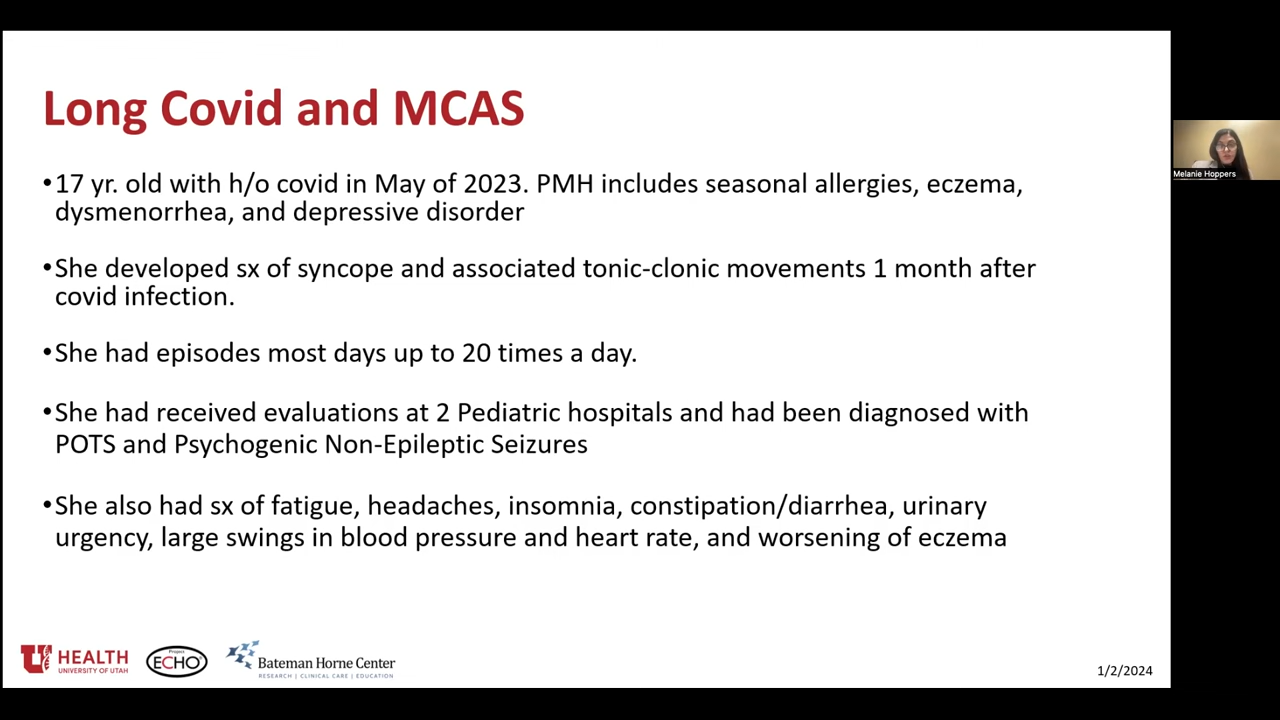 Long Covid and MCAS
•17 yr. old with h/o covid in May of 2023. PMH includes seasonal allergies, eczema,
dysmenorrhea, and depressive disorder
•She developed sx of syncope and associated tonic-clonic movements 1 month after
covid infection.
•She had episodes most days up to 20 times a day.
•She had received evaluations at 2 Pediatric hospitals and had been diagnosed with
POTS and Psychogenic Non-Epileptic Seizures
•She also had sx of fatigue, headaches, insomnia, constipation/diarrhea, urinary
urgency, large swings in blood pressure and heart rate, and worsening of eczema
Melanie Hoppers
U HEALTH
UNIVERSITY OF UTAH
Project
ECHO
Bateman Horne Center
RESEARCH | CLINICAL CARE | EDUCATION
1/2/2024